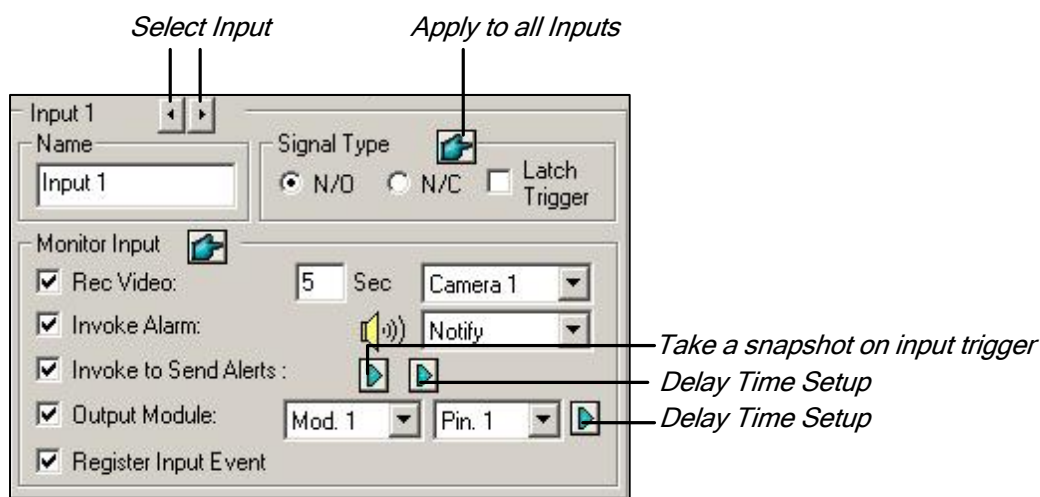 Select Input Apply to all Inputs
Input 1
Name
Input 1
Signal Type
N/O N/C Latch Trigger
Monitor Input
Rec Video: 5 Sec Camera 1
Invoke Alarm: Notify
Take a snapshot on input trigger
Invoke to Send Alerts :
Delay Time Setup
Output Module: Mod. 1 Pin. 1
Delay Time Setup
Register Input Event